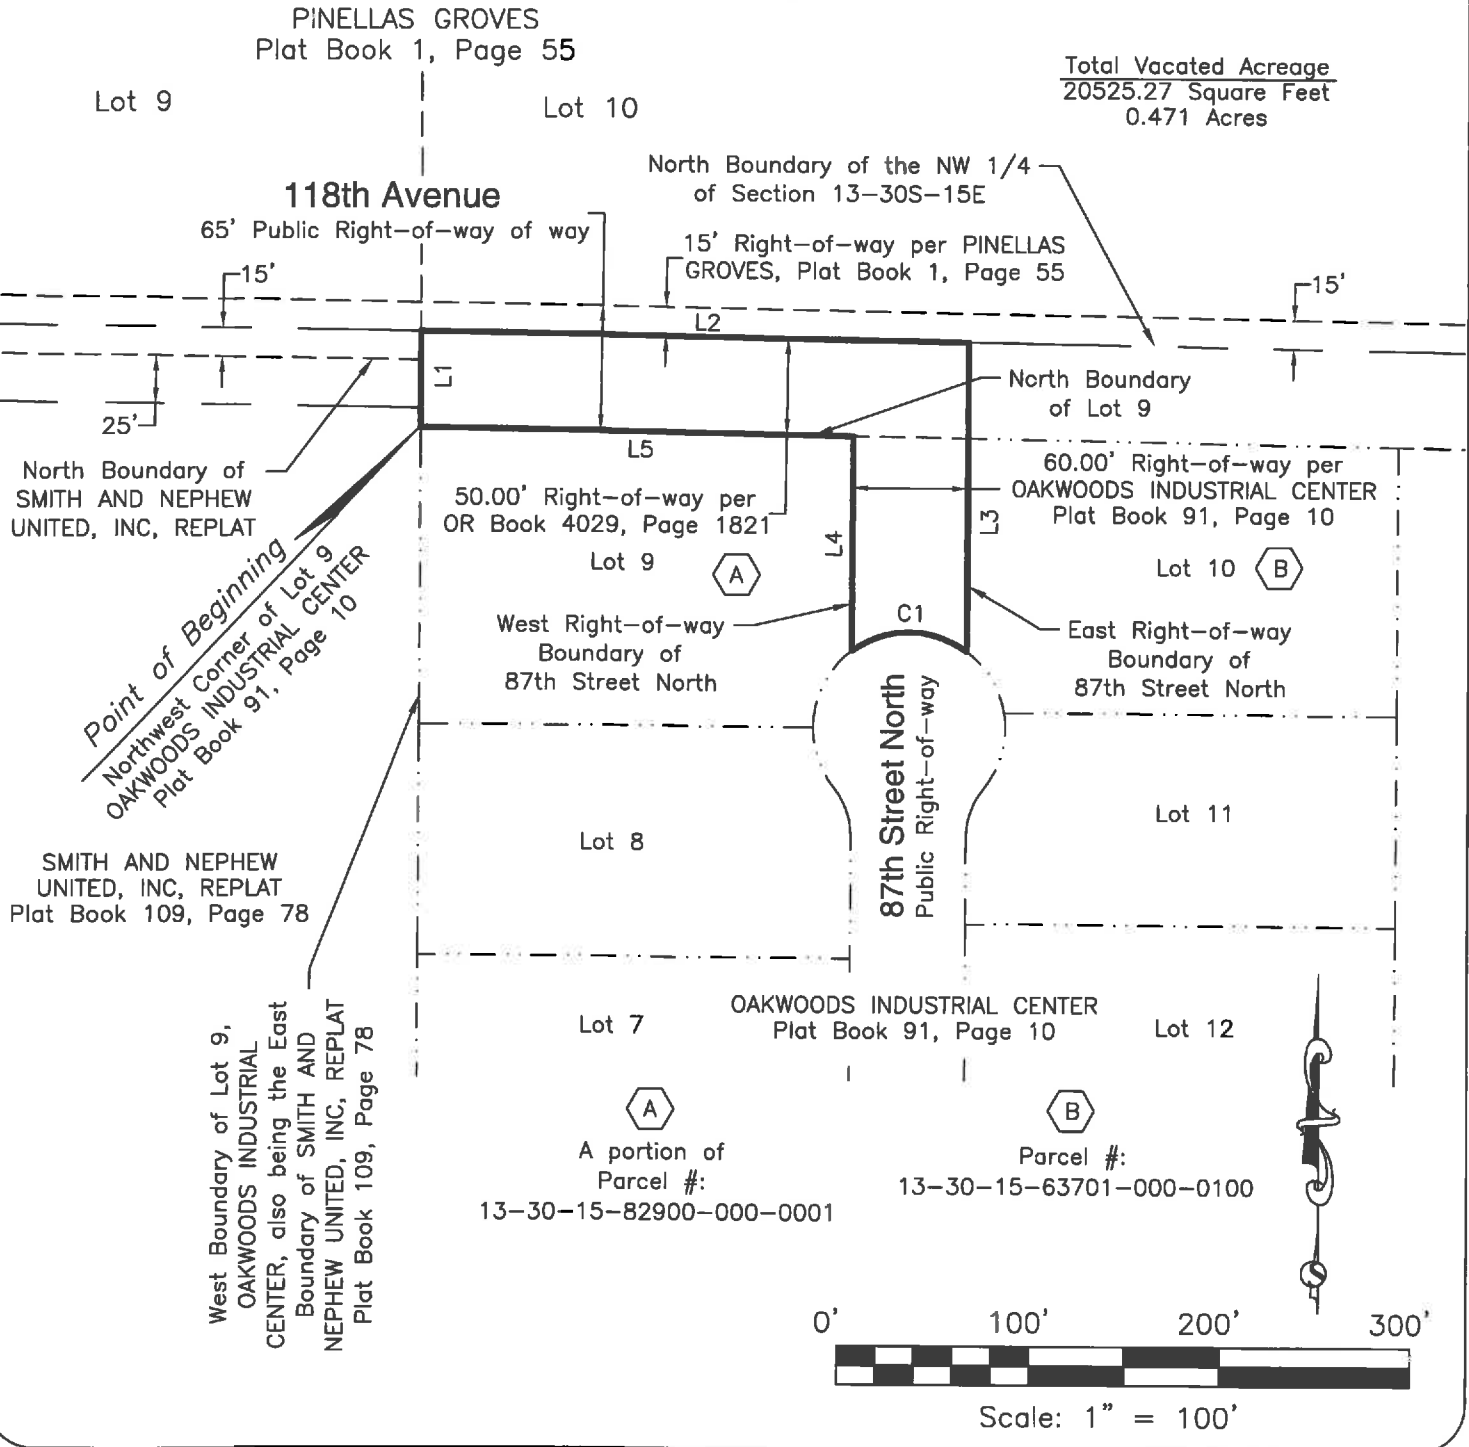 PINELLAS GROVES
Plat Book 1, Page 55
Lot 9
Lot 10
Total Vacated Acreage
20525.27 Square Feet
0.471 Acres
118th Avenue
65' Public Right-of-way of way
North Boundary of the NW 1/4
of Section 13-30S-15E
15' Right-of-way per PINELLAS
GROVES, Plat Book 1, Page 55
15'
15'
L2
L1
25'
North Boundary
of Lot 9
L5
North Boundary of
SMITH AND NEPHEW
UNITED, INC, REPLAT
50.00' Right-of-way per
OR Book 4029, Page 1821
60.00' Right-of-way per
OAKWOODS INDUSTRIAL CENTER
Plat Book 91, Page 10
L4
L3
Lot 9
A
Lot 10
B
C1
West Right-of-way
Boundary of
87th Street North
East Right-of-way
Boundary of
87th Street North
Point of Beginning
Northwest Corner of Lot 9
OAKWOODS INDUSTRIAL CENTER
Plat Book 91, Page 10
87th Street North
Public Right-of-way
Lot 8
Lot 11
SMITH AND NEPHEW
UNITED, INC, REPLAT
Plat Book 109, Page 78
West Boundary of Lot 9,
OAKWOODS INDUSTRIAL
CENTER, also being the East
Boundary of SMITH AND
NEPHEW UNITED, INC, REPLAT
Plat Book 109, Page 78
OAKWOODS INDUSTRIAL CENTER
Plat Book 91, Page 10
Lot 7
Lot 12
A
A portion of
Parcel #:
13-30-15-82900-000-0001
B
Parcel #:
13-30-15-63701-000-0100
S
0'
100'
200'
300'
Scale: 1" = 100'